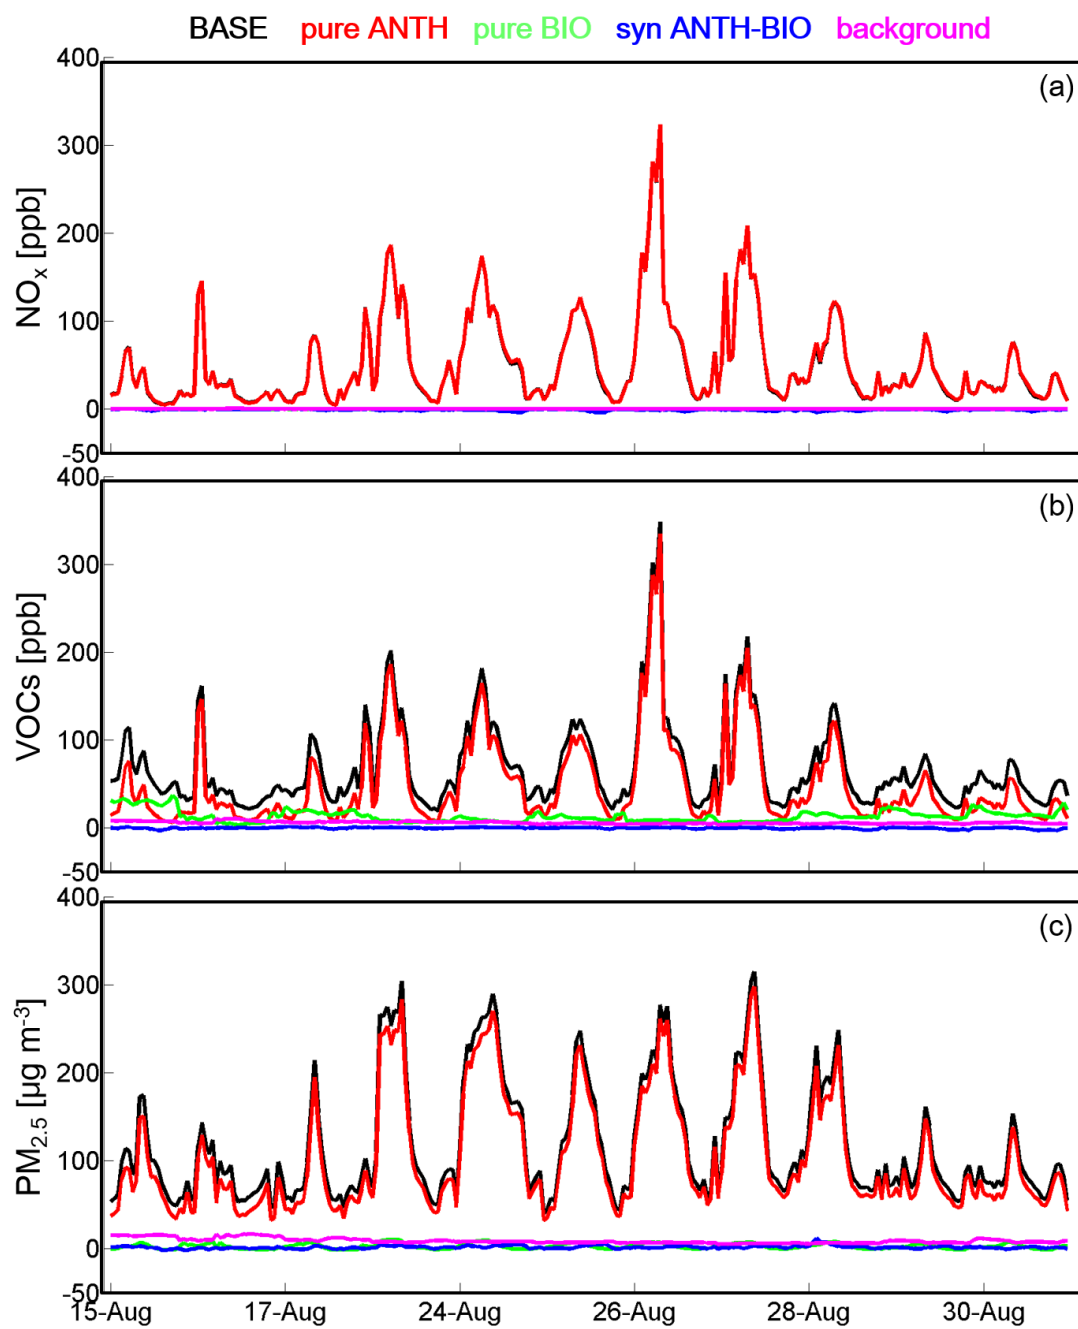 BASE pure ANTH pure BIO syn ANTH-BIO background
(a)
400
300
200
100
0
-50
NOx [ppb]
(b)
400
300
200
100
0
-50
VOCs [ppb]
(c)
400
300
200
100
0
-50
PM2.5 [µg m-3]
15-Aug 17-Aug 24-Aug 26-Aug 28-Aug 30-Aug